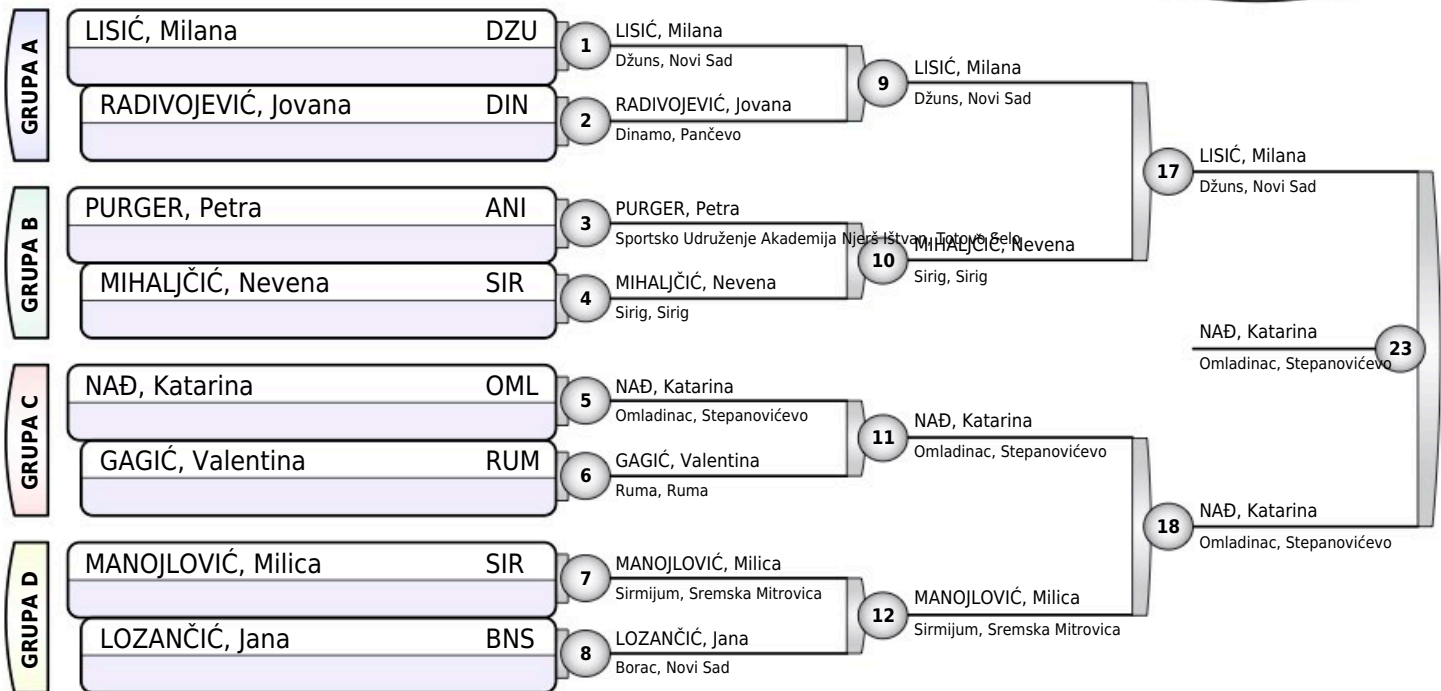 GRUPA A
LISIĆ, Milana DZU
RADIVOJEVIĆ, Jovana DIN
GRUPA B
PURGER, Petra ANI
MIHALJČIĆ, Nevena SIR
GRUPA C
NAĐ, Katarina OML
GAGIĆ, Valentina RUM
GRUPA D
MANOJLOVIĆ, Milica SIR
LOZANČIĆ, Jana BNS
1
LISIĆ, Milana
Džuns, Novi Sad
2
RADIVOJEVIĆ, Jovana
Dinamo, Pančevo
3
PURGER, Petra
Sportsko Udruženje Akademija Njerš Ištvan, Totovo Selo
4
MIHALJČIĆ, Nevena
Sirig, Sirig
5
NAĐ, Katarina
Omladinac, Stepanovićevo
6
GAGIĆ, Valentina
Ruma, Ruma
7
MANOJLOVIĆ, Milica
Sirmijum, Sremska Mitrovica
8
LOZANČIĆ, Jana
Borac, Novi Sad
9
LISIĆ, Milana
Džuns, Novi Sad
10
MIHALJČIĆ, Nevena
Sirig, Sirig
11
NAĐ, Katarina
Omladinac, Stepanovićevo
12
MANOJLOVIĆ, Milica
Sirmijum, Sremska Mitrovica
17
LISIĆ, Milana
Džuns, Novi Sad
18
NAĐ, Katarina
Omladinac, Stepanovićevo
23
NAĐ, Katarina
Omladinac, Stepanovićevo